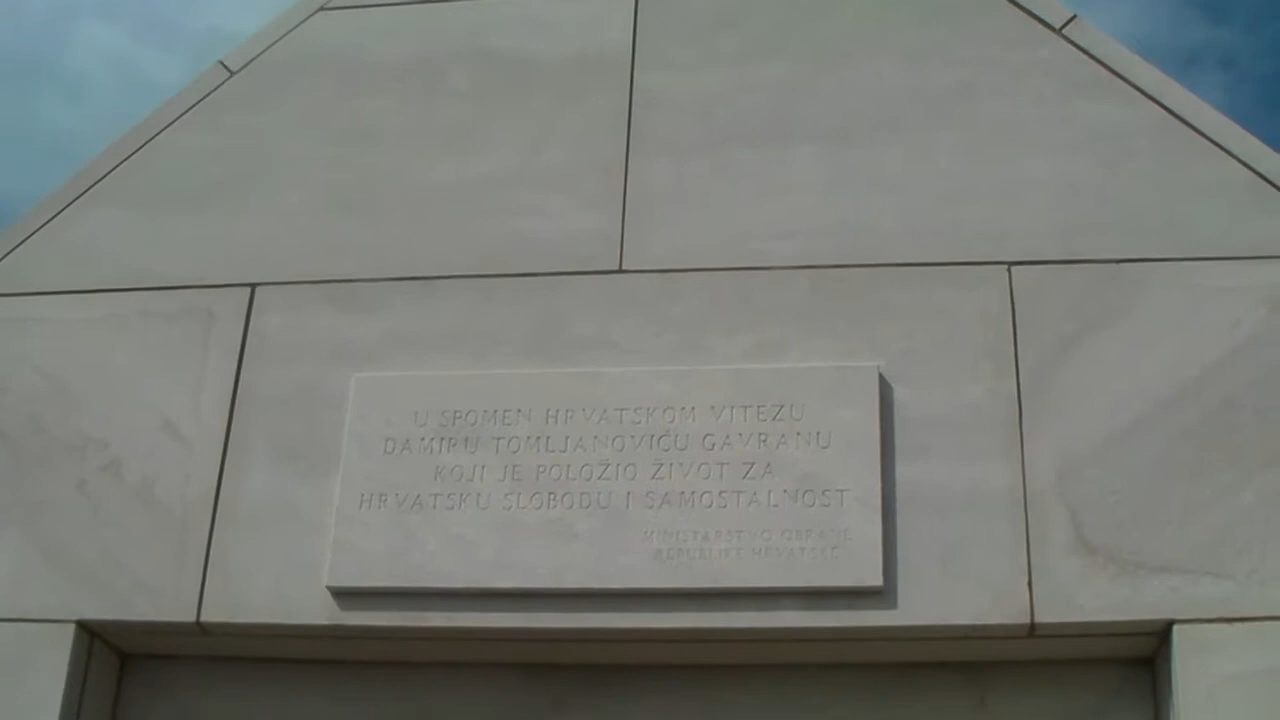 U SPOMEN HRVATSKOM VITEZU
DAMIRU TOMLJANOVIĆU GAVRANU
KOJI JE POLOŽIO ŽIVOT ZA
HRVATSKU SLOBODU I SAMOSTALNOST
MINISTARSTVO OBRANE
REPUBLIKE HRVATSKE